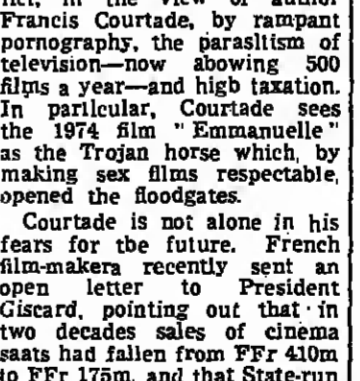 in the view of author
Francis Courtade, by rampant
pornography, the parasltism of
television—now abowing 500
films a year—and higb taxation.
In parlcular, Courtade sees
the 1974 film "Emmanuelle"
as the Trojan horse which, by
making sex films respectable,
opened the floodgates.
Courtade is not alone in his
fears for tbe future. French
film-makera recently sent an
open letter to President
Giscard, pointing out that · in
two decades sales of cinema
saats had fallen from FFr 410m
to FFr 175m, and that State-run